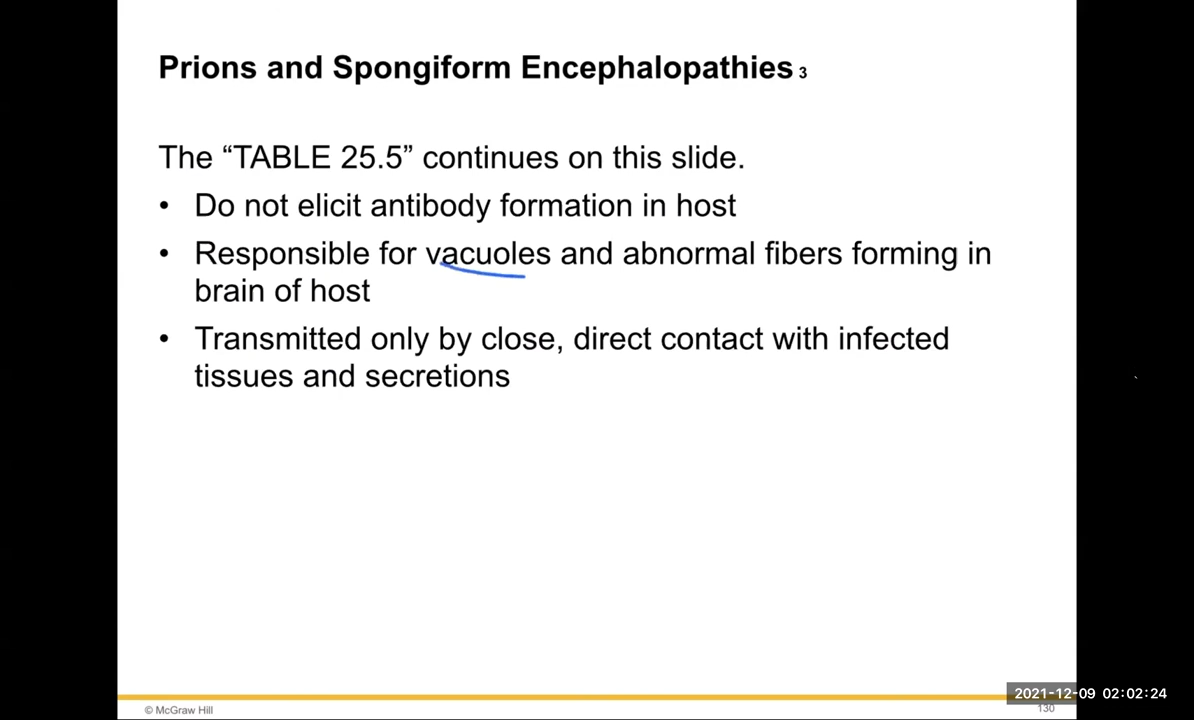 Prions and Spongiform Encephalopathies 3
The “TABLE 25.5” continues on this slide.
• Do not elicit antibody formation in host
• Responsible for vacuoles and abnormal fibers forming in
brain of host
• Transmitted only by close, direct contact with infected
tissues and secretions
2021-12-09 02:02:24
© McGraw Hill
130